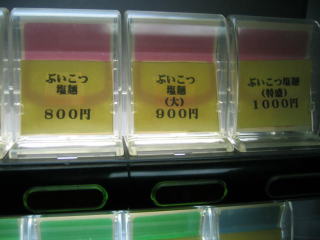 ぶいこつ
塩麺
800円
ぶいこつ
塩麺
(大)
900円
ぶいこつ塩麺
(特盛)
1000円